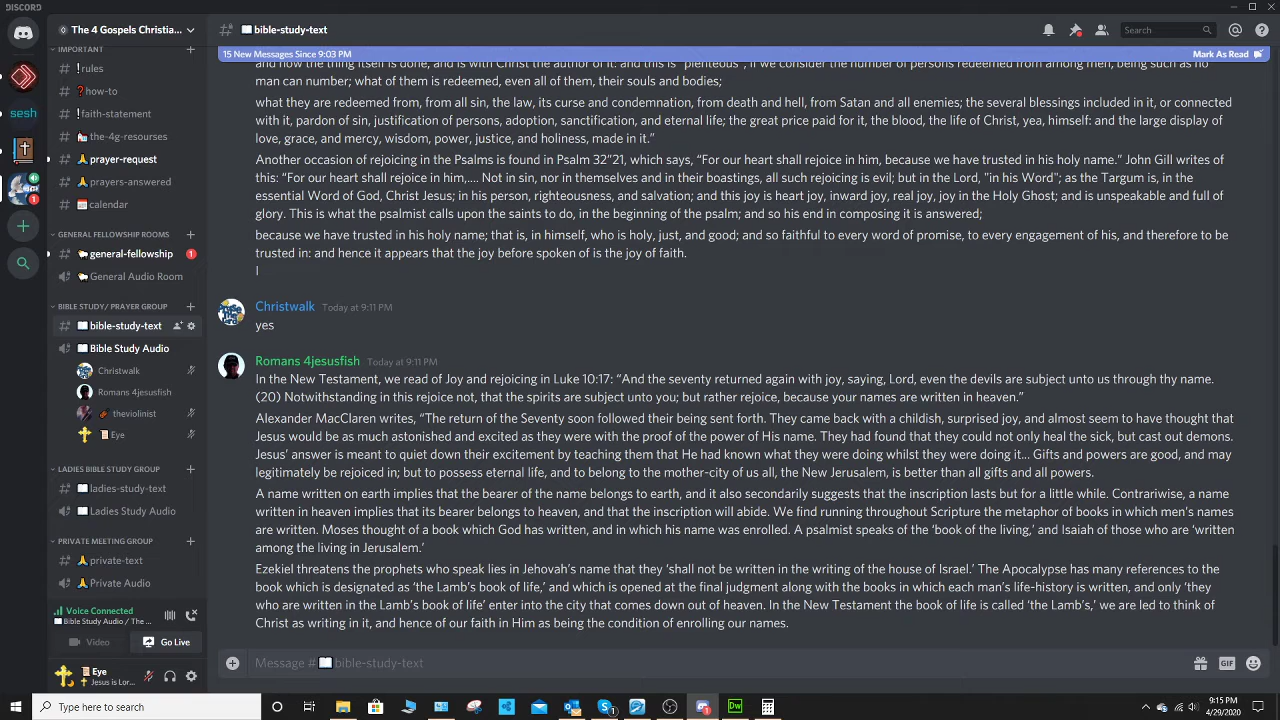 DISCORD
The 4 Gospels Christia...
IMPORTANT
rules
how-to
faith-statement
the-4g-resourses
prayer-request
prayers-answered
calendar
GENERAL FELLOWSHIP ROOMS
general-fellowship 1
General Audio Room
BIBLE STUDY/ PRAYER GROUP
bible-study-text
Bible Study Audio
Christwalk
Romans 4jesusfish
theviolinist
Eye
LADIES BIBLE STUDY GROUP
ladies-study-text
Ladies Study Audio
PRIVATE MEETING GROUP
private-text
Private Audio
Voice Connected
Bible Study Audio / The ...
Video
Go Live
Eye
Jesus is Lor...
sesh
1
bible-study-text
Search
15 New Messages Since 9:03 PM
Mark As Read
and now the thing itself is done, and is with Christ the author of it: and this is "plenteous", if we consider the number of persons redeemed from among men, being such as no
man can number; what of them is redeemed, even all of them, their souls and bodies;
what they are redeemed from, from all sin, the law, its curse and condemnation, from death and hell, from Satan and all enemies; the several blessings included in it, or connected
with it, pardon of sin, justification of persons, adoption, sanctification, and eternal life; the great price paid for it, the blood, the life of Christ, yea, himself: and the large display of
love, grace, and mercy, wisdom, power, justice, and holiness, made in it.”
Another occasion of rejoicing in the Psalms is found in Psalm 32”21, which says, “For our heart shall rejoice in him, because we have trusted in his holy name.” John Gill writes of
this: “For our heart shall rejoice in him,... Not in sin, nor in themselves and in their boastings, all such rejoicing is evil; but in the Lord, "in his Word"; as the Targum is, in the
essential Word of God, Christ Jesus; in his person, righteousness, and salvation; and this joy is heart joy, inward joy, real joy, joy in the Holy Ghost; and is unspeakable and full of
glory. This is what the psalmist calls upon the saints to do, in the beginning of the psalm; and so his end in composing it is answered;
because we have trusted in his holy name; that is, in himself, who is holy, just, and good; and so faithful to every word of promise, to every engagement of his, and therefore to be
trusted in: and hence it appears that the joy before spoken of is the joy of faith.
I
Christwalk Today at 9:11 PM
yes
Romans 4jesusfish Today at 9:11 PM
In the New Testament, we read of Joy and rejoicing in Luke 10:17: “And the seventy returned again with joy, saying, Lord, even the devils are subject unto us through thy name.
(20) Notwithstanding in this rejoice not, that the spirits are subject unto you; but rather rejoice, because your names are written in heaven.”
Alexander MacClaren writes, “The return of the Seventy soon followed their being sent forth. They came back with a childish, surprised joy, and almost seem to have thought that
Jesus would be as much astonished and excited as they were with the proof of the power of His name. They had found that they could not only heal the sick, but cast out demons.
Jesus’ answer is meant to quiet down their excitement by teaching them that He had known what they were doing whilst they were doing it... Gifts and powers are good, and may
legitimately be rejoiced in; but to possess eternal life, and to belong to the mother-city of us all, the New Jerusalem, is better than all gifts and all powers.
A name written on earth implies that the bearer of the name belongs to earth, and it also secondarily suggests that the inscription lasts but for a little while. Contrariwise, a name
written in heaven implies that its bearer belongs to heaven, and that the inscription will abide. We find running throughout Scripture the metaphor of books in which men’s names
are written. Moses thought of a book which God has written, and in which his name was enrolled. A psalmist speaks of the ‘book of the living,’ and Isaiah of those who are ‘written
among the living in Jerusalem.’
Ezekiel threatens the prophets who speak lies in Jehovah’s name that they ‘shall not be written in the writing of the house of Israel.’ The Apocalypse has many references to the
book which is designated as ‘the Lamb’s book of life,’ and which is opened at the final judgment along with the books in which each man’s life-history is written, and only ‘they
who are written in the Lamb’s book of life’ enter into the city that comes down out of heaven. In the New Testament the book of life is called ‘the Lamb’s,’ we are led to think of
Christ as writing in it, and hence of our faith in Him as being the condition of enrolling our names.
Message # bible-study-text
GIF
Type here to search
Dw
9:15 PM
4/29/2020